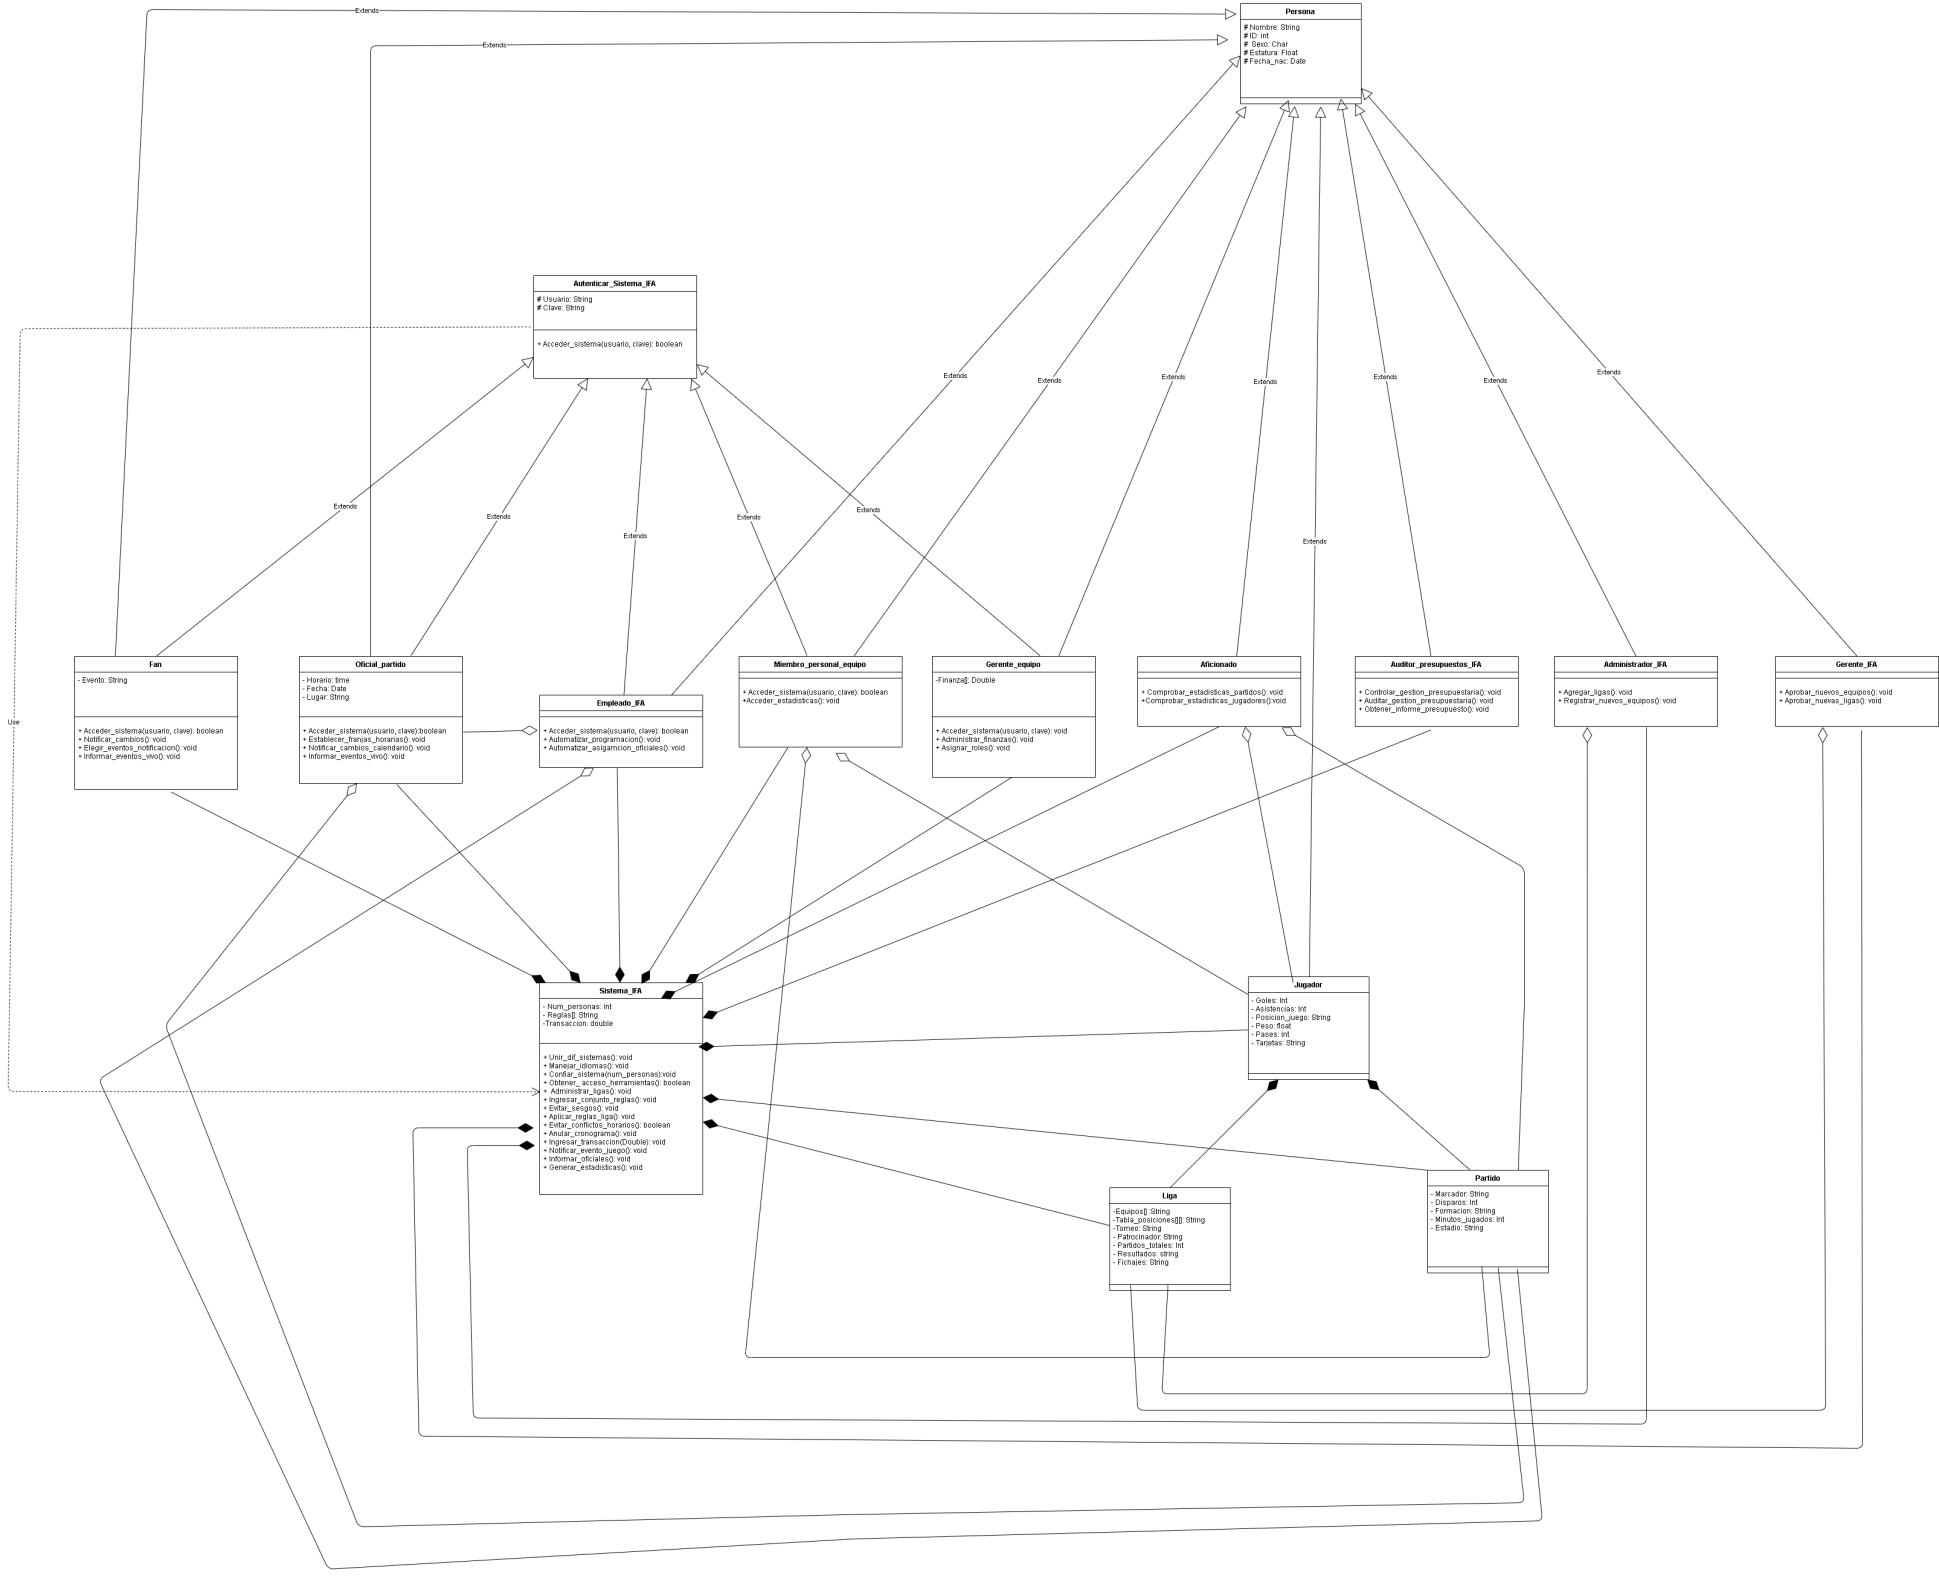 Extends
Persona
# Nombre: String
# ID: int
# Sexo: Char
# Estatura: Float
# Fecha_nac: Date
Extends
Autenticar_Sistema_IFA
# Usuario: String
# Clave: String
+ Acceder_sistema(usuario, clave): boolean
Extends
Extends
Extends
Extends
Extends
Extends
Extends
Extends
Extends
Extends
Extends
Extends
Extends
Extends
Use
Fan
- Evento: String
+ Acceder_sistema(usuario, clave): boolean
+ Notificar_cambios(): void
+ Elegir_eventos_notificacion(): void
+ Informar_eventos_vivo(): void
Oficial_partido
- Horario: time
- Fecha: Date
- Lugar: String
+ Acceder_sistema(usuario, clave):boolean
+ Establecer_franjas_horarias(): void
+ Notificar_cambios_calendario(): void
+ Informar_eventos_vivo(): void
Empleado_IFA
+ Acceder_sistema(usuario, clave): boolean
+ Automatizar_programacion(): void
+ Automatizar_asigamcion_oficiales(): void
Miembro_personal_equipo
+ Acceder_sistema(usuario, clave): boolean
+Acceder_estadisticas(): void
Gerente_equipo
-Finanza[]: Double
+ Acceder_sistema(usuario, clave): void
+ Administrar_finanzas(): void
+ Asignar_roles(): void
Aficionado
+ Comprobar_estadisticas_partidos(): void
+Comprobar_estadisticas_jugadores():void
Auditor_presupuestos_IFA
+ Controlar_gestion_presupuestaria(): void
+ Auditar_gestion_presupuestaria(): void
+ Obtener_informe_presupuesto(): void
Administrador_IFA
+ Agregar_ligas(): void
+ Registrar_nuevos_equipos(): void
Gerente_IFA
+ Aprobar_nuevos_equipos(): void
+ Aprobar_nuevas_ligas(): void
Sistema_IFA
- Num_personas: int
- Reglas[]: String
-Transaccion: double
+ Unir_dif_sistemas(): void
+ Manejar_idiomas(): void
+ Confiar_sistema(num_personas):void
+ Obtener_ acceso_herramientas(): boolean
+ Administrar_ligas(): void
+ Ingresar_conjunto_reglas(): void
+ Evitar_sesgos(): void
+ Aplicar_reglas_liga(): void
+ Evitar_conflictos_horarios(): boolean
+ Anular_cronograma(): void
+ Ingresar_transaccion(Double): void
+ Notificar_evento_juego(): void
+ Informar_oficiales(): void
+ Generar_estadisticas(): void
Jugador
- Goles: Int
- Asistencias: Int
- Posicion_juego: String
- Peso: float
- Pases: Int
- Tarjetas: String
Liga
-Equipos[] :String
-Tabla_posiciones[][]: String
-Torneo: String
- Patrocinador: String
- Partidos_totales: Int
- Resultados: string
- Fichajes: String
Partido
- Marcador: String
- Disparos: Int
- Formacion: Striing
- Minutos_jugados: Int
- Estadio: String